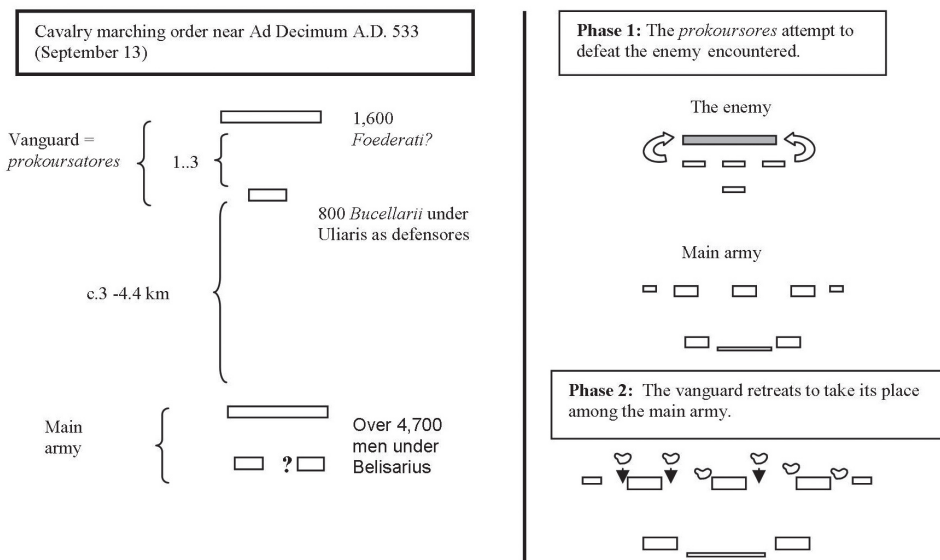 Cavalry marching order near Ad Decimum A.D. 533
(September 13)
1,600
Foederati?
Vanguard =
prokoursatores
1..3
800 Bucellarii under
Uliaris as defensores
c.3 -4.4 km
Main
army
Over 4,700
men under
Belisarius
?
Phase 1: The prokoursores attempt to
defeat the enemy encountered.
The enemy
Main army
Phase 2: The vanguard retreats to take its place
among the main army.